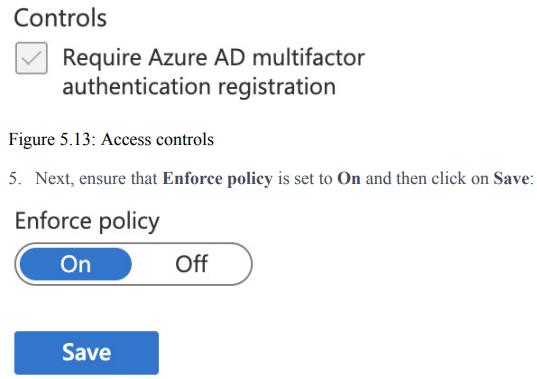 Controls
Require Azure AD multifactor
authentication registration
Figure 5.13: Access controls
5. Next, ensure that Enforce policy is set to On and then click on Save:
Enforce policy
On Off
Save